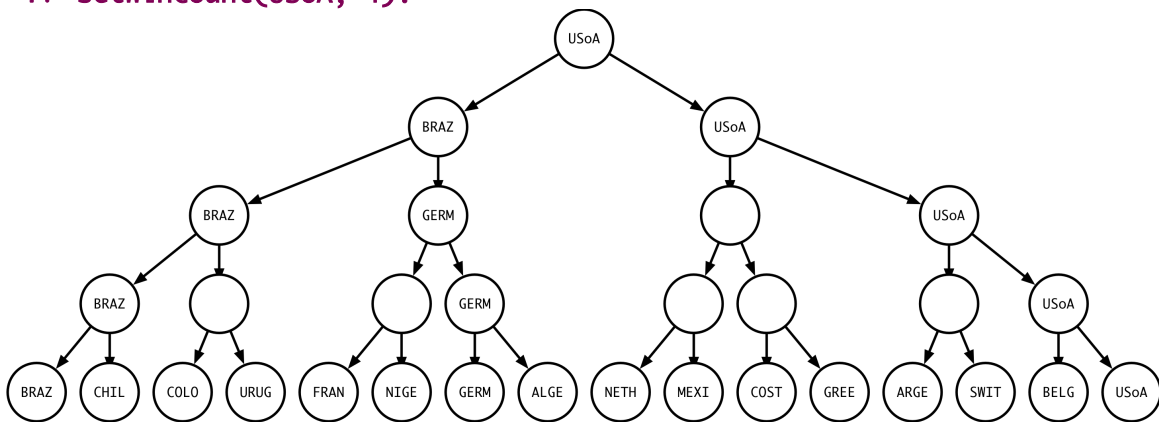 USoA
BRAZ USoA
BRAZ GERM USoA
BRAZ GERM USoA
BRAZ CHIL COLO URUG FRAN NIGE GERM ALGE NETH MEXI COST GREE ARGE SWIT BELG USoA